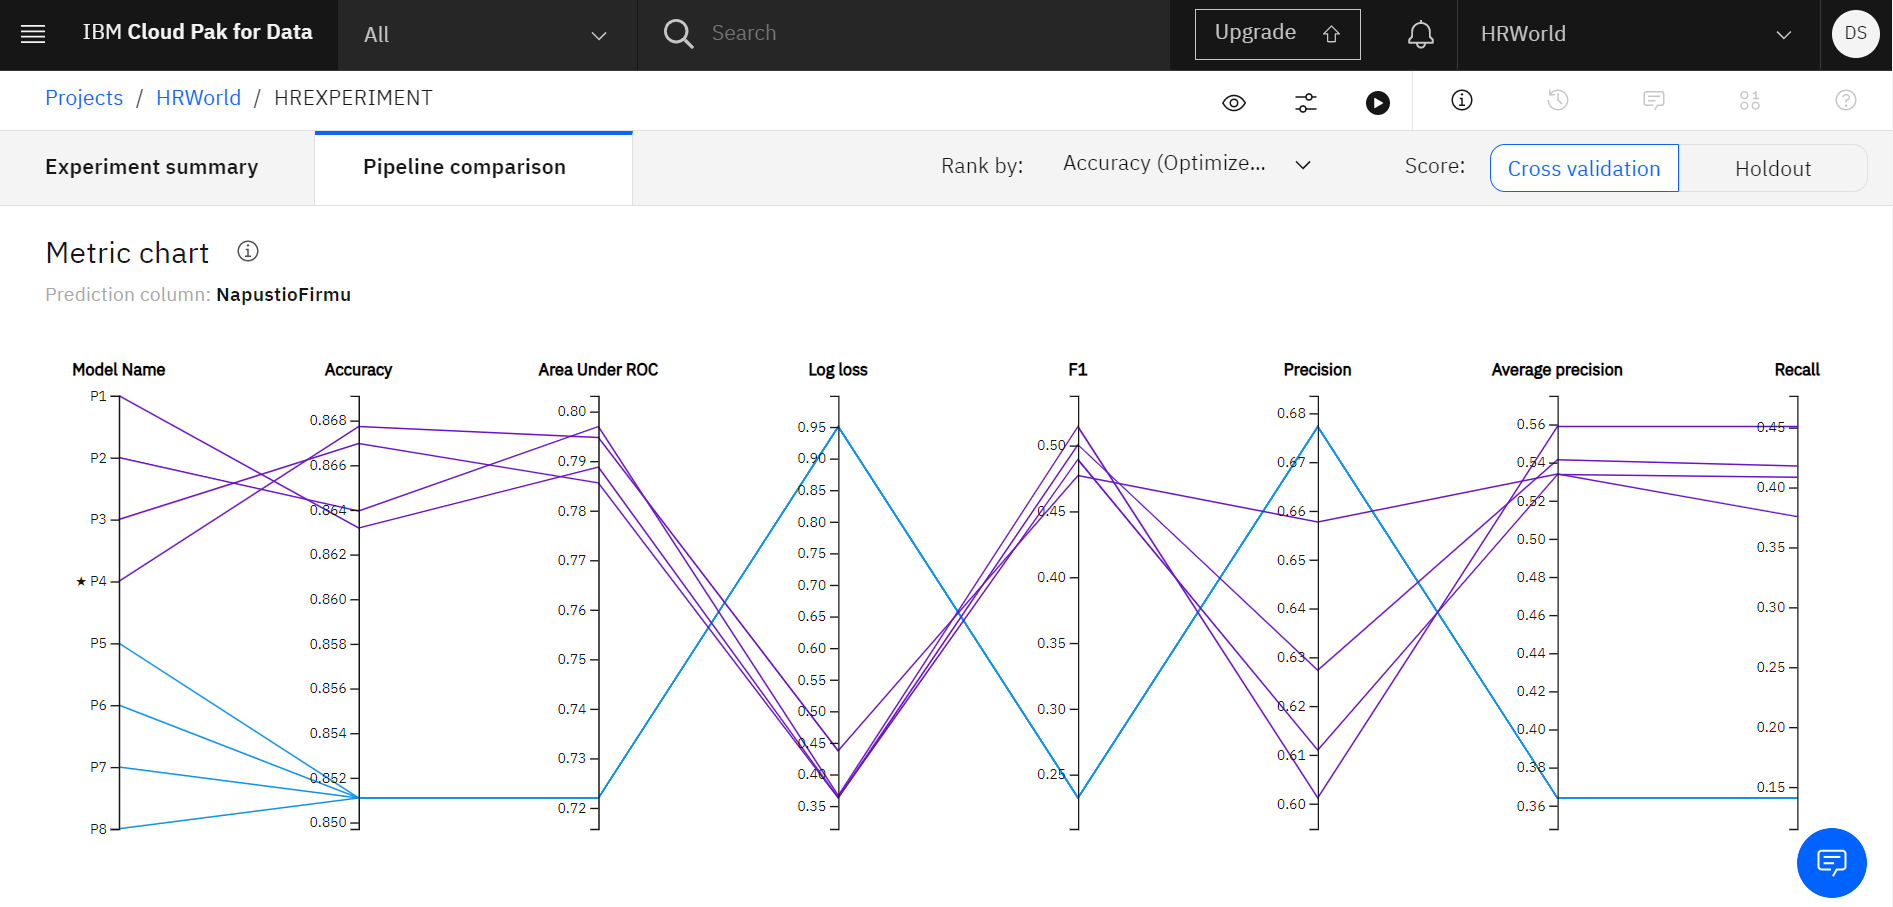 IBM Cloud Pak for Data
All
Search
Upgrade
HRWorld
DS
Projects / HRWorld / HREXPERIMENT
Experiment summary
Pipeline comparison
Rank by:
Accuracy (Optimize...
Score:
Cross validation
Holdout
Metric chart
Prediction column: NapustioFirmu
Model Name
P1
P2
P3
★ P4
P5
P6
P7
P8
Accuracy
0.868
0.866
0.864
0.862
0.860
0.858
0.856
0.854
0.852
0.850
Area Under ROC
0.80
0.79
0.78
0.77
0.76
0.75
0.74
0.73
0.72
Log loss
0.95
0.90
0.85
0.80
0.75
0.70
0.65
0.60
0.55
0.50
0.45
0.40
0.35
F1
0.50
0.45
0.40
0.35
0.30
0.25
Precision
0.68
0.67
0.66
0.65
0.64
0.63
0.62
0.61
0.60
Average precision
0.56
0.54
0.52
0.50
0.48
0.46
0.44
0.42
0.40
0.38
0.36
Recall
0.45
0.40
0.35
0.30
0.25
0.20
0.15